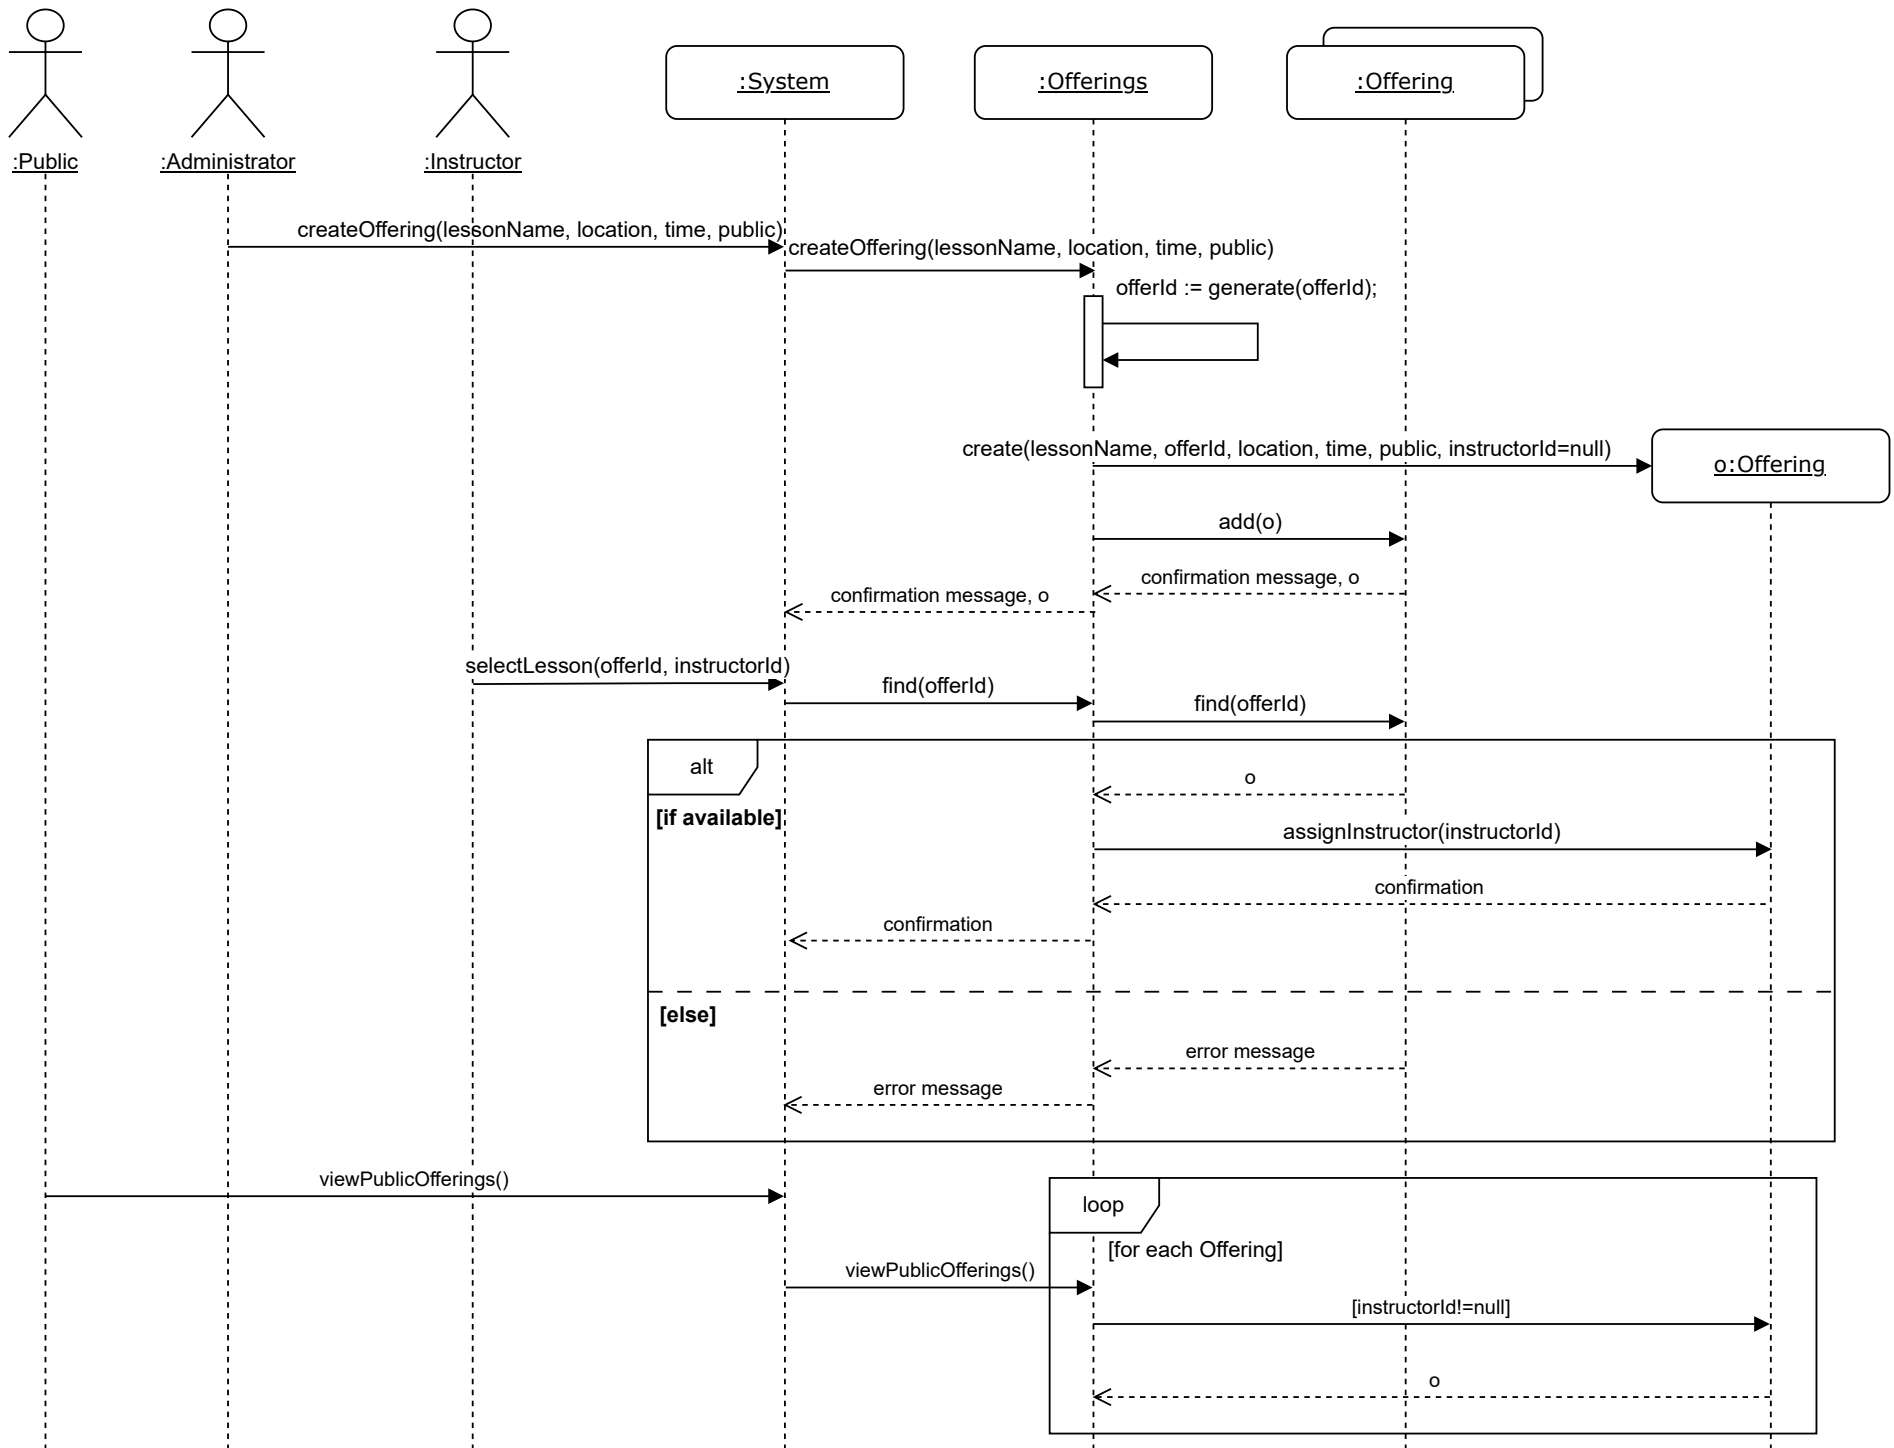 :System
:Offerings
:Offering
:Public
:Administrator
:Instructor
createOffering(lessonName, location, time, public)
createOffering(lessonName, location, time, public)
offerId := generate(offerId);
create(lessonName, offerId, location, time, public, instructorId=null)
o:Offering
add(o)
confirmation message, o
confirmation message, o
selectLesson(offerId, instructorId)
find(offerId)
find(offerId)
alt
o
[if available]
assignInstructor(instructorId)
confirmation
confirmation
[else]
error message
error message
viewPublicOfferings()
loop
[for each Offering]
viewPublicOfferings()
[instructorId!=null]
o